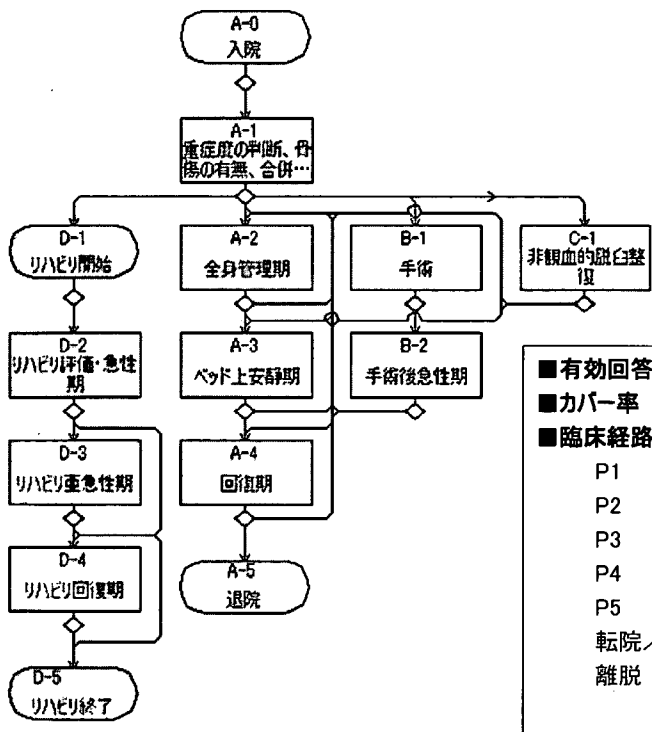 A-0
入院
A-1
重症度の判断、骨
傷の有無、合併…
D-1
リハビリ開始
A-2
全身管理期
B-1
手術
C-1
非観血的脱臼整
復
D-2
リハビリ評価・急性
期
A-3
ベッド上安静期
B-2
手術後急性期
D-3
リハビリ亜急性期
A-4
回復期
D-4
リハビリ回復期
A-5
退院
D-5
リハビリ終了
■有効回答
■カバー率
■臨床経路
P1
P2
P3
P4
P5
転院／
離脱